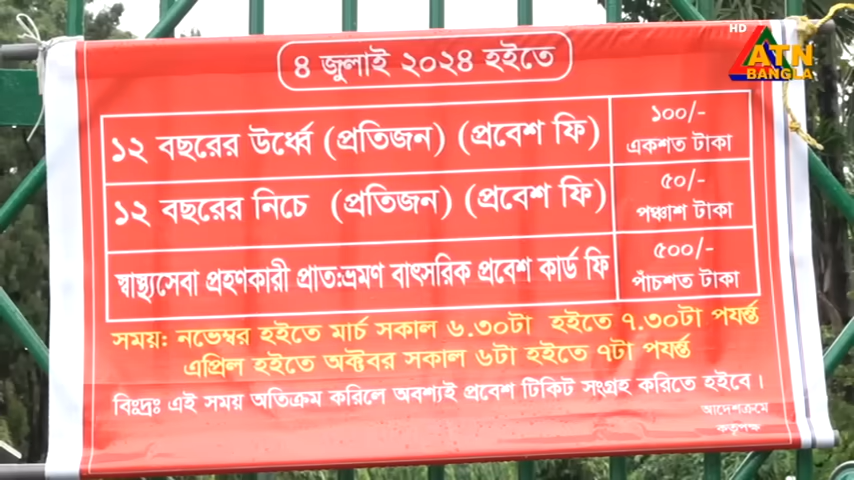 HD
ATN
BANGLA
৪ জুলাই ২০২৪ হইতে
১২ বছরের উর্ধ্বে (প্রতিজন) (প্রবেশ ফি) ১০০/-
একশত টাকা
১২ বছরের নিচে (প্রতিজন) (প্রবেশ ফি) ৫০/-
পঞ্চাশ টাকা
স্বাস্থ্যসেবা গ্রহণকারী প্রাত:ভ্রমণ বাৎসরিক প্রবেশ কার্ড ফি ৫০০/-
পাঁচশত টাকা
সময়: নভেম্বর হইতে মার্চ সকাল ৬.৩০টা হইতে ৭.৩০টা পর্যন্ত
এপ্রিল হইতে অক্টোবর সকাল ৬টা হইতে ৭টা পর্যন্ত
বিঃদ্রঃ এই সময় অতিক্রম করিলে অবশ্যই প্রবেশ টিকিট সংগ্রহ করিতে হইবে।
আদেশক্রমে
কর্তৃপক্ষ